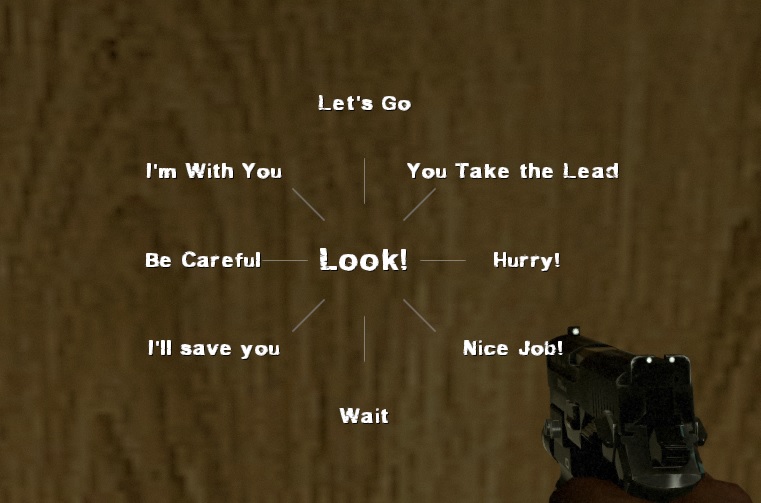 Let's Go
I'm With You
You Take the Lead
Be Careful
Look!
Hurry!
I'll save you
Nice Job!
Wait